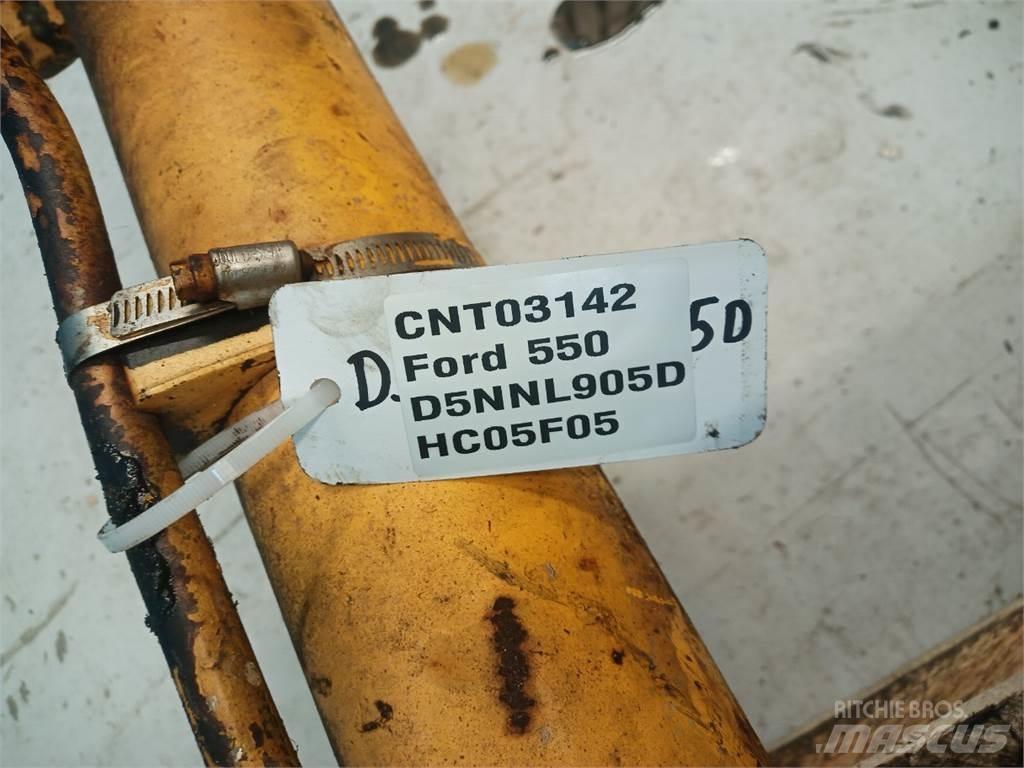 CNT03142
Ford 550
D5NNL905D
HC05F05
D 5D
RITCHIE BROS.
MASCUS